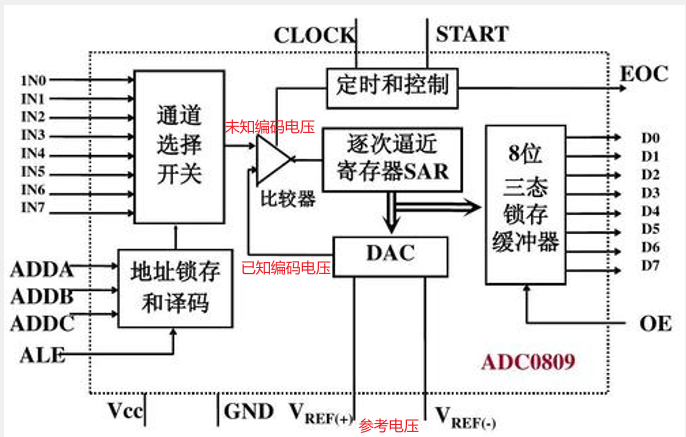 CLOCK
START
EOC
定时和控制
IN0
IN1
IN2
IN3
IN4
IN5
IN6
IN7
通道
选择
开关
未知编码电压
比较器
逐次逼近
寄存器SAR
8位
三态
锁存
缓冲器
D0
D1
D2
D3
D4
D5
D6
D7
已知编码电压
DAC
ADDA
ADDB
ADDC
ALE
地址锁存
和译码
OE
ADC0809
Vcc
GND
VREF(+)
参考电压
VREF(-)